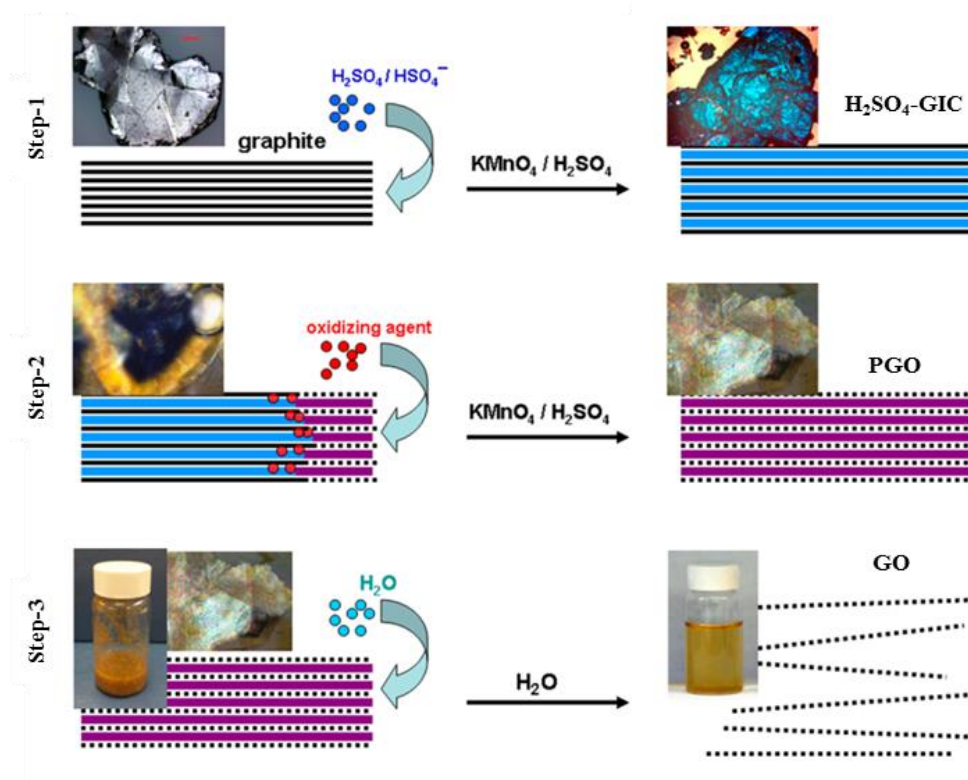 Step-1
H₂SO₄ / HSO₄⁻
graphite
KMnO₄ / H₂SO₄
H₂SO₄-GIC
Step-2
oxidizing agent
KMnO₄ / H₂SO₄
PGO
Step-3
H₂O
H₂O
GO